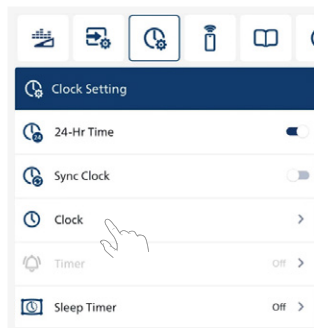 Clock Setting
24-Hr Time
Sync Clock
Clock
Timer Off
Sleep Timer Off